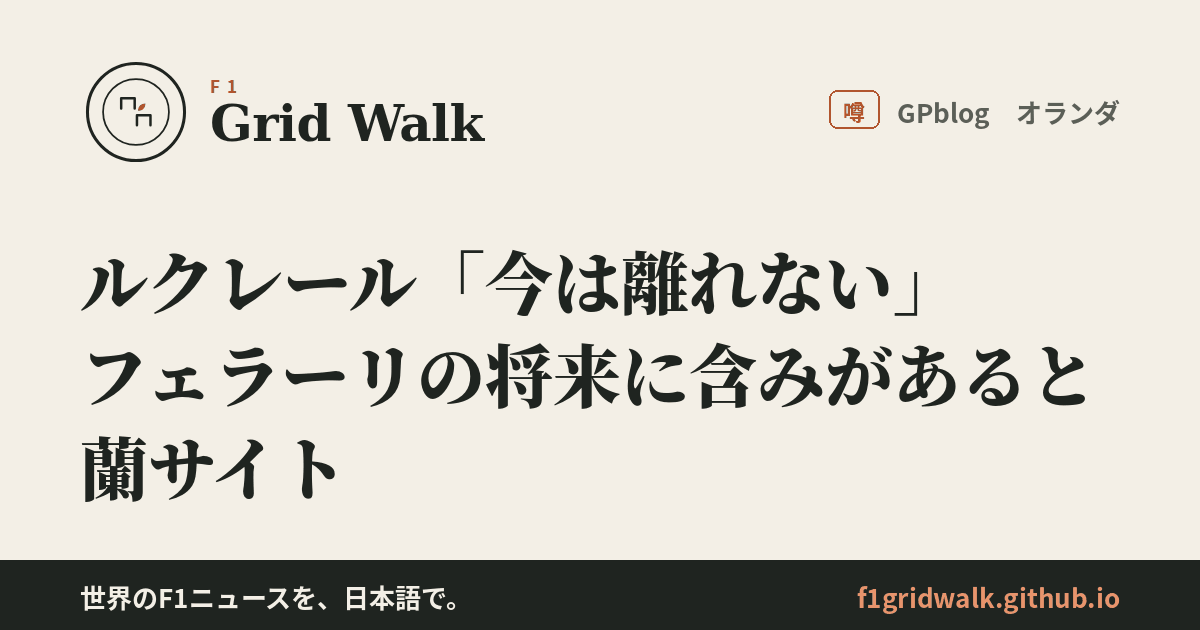 F1
Grid Walk
噂 GPblog オランダ
ルクレール「今は離れない」
フェラーリの将来に含みがあると
蘭サイト
世界のF1ニュースを、日本語で。
f1gridwalk.github.io